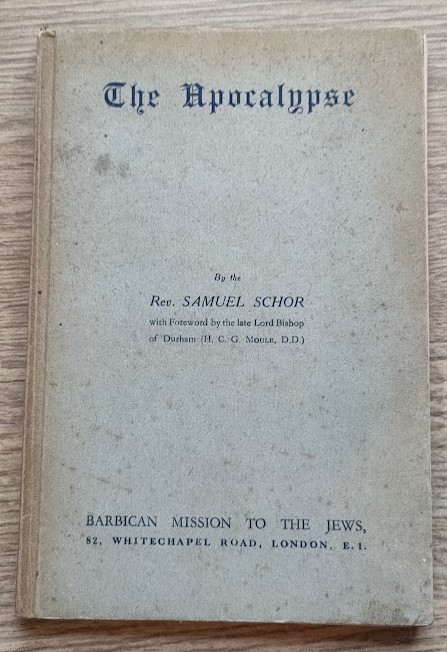 The Apocalypse
By the
Rev. SAMUEL SCHOR
with Foreword by the late Lord Bishop
of Durham (H. C. G. MOULE, D.D.)
BARBICAN MISSION TO THE JEWS,
82, WHITECHAPEL ROAD, LONDON, E. 1.